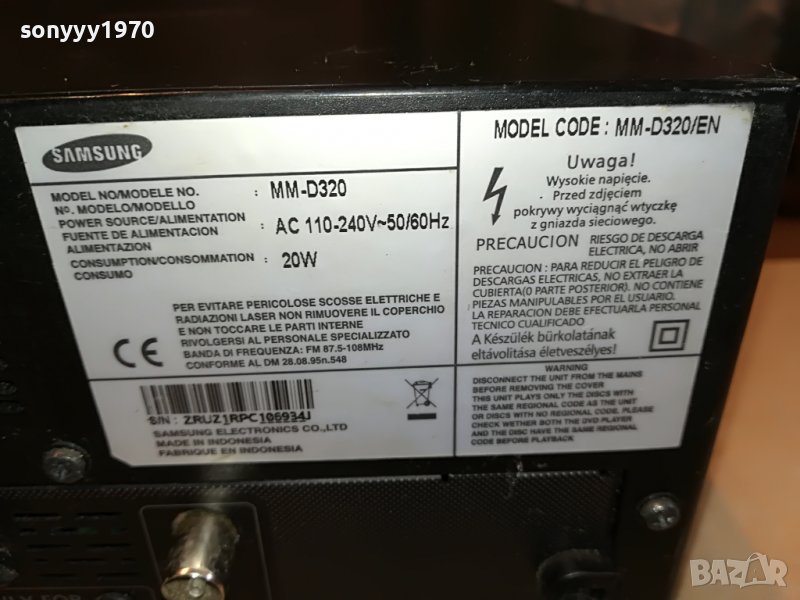 sonyyy1970
SAMSUNG
MODEL NO/MODELE NO. : MM-D320
Nº. MODELO/MODELLO
POWER SOURCE/ALIMENTATION : AC 110-240V~50/60Hz
FUENTE DE ALIMENTACION
ALIMENTAZION
CONSUMPTION/CONSOMMATION : 20W
CONSUMO
PER EVITARE PERICOLOSE SCOSSE ELETTRICHE E
RADIAZIONI LASER NON RIMUOVERE IL COPERCHIO
E NON TOCCARE LE PARTI INTERNE
RIVOLGERSI AL PERSONALE SPECIALIZZATO
BANDA DI FREQUENZA: FM 87.5-108MHz
CONFORME AL DM 28.08.95n.548
CE
S/N : ZRUZ1RPC106934J
SAMSUNG ELECTRONICS CO.,LTD
MADE IN INDONESIA
FABRIQUE EN INDONESIA
MODEL CODE : MM-D320/EN
Uwaga!
Wysokie napięcie.
Przed zdjęciem
pokrywy wyciągnąć wtyczkę
z gniazda sieciowego.
PRECAUCION RIESGO DE DESCARGA
ELECTRICA, NO ABRIR
PRECAUCION : PARA REDUCIR EL PELIGRO DE
DESCARGAS ELECTRICAS, NO EXTRAER LA
CUBIERTA(O PARTE POSTERIOR). NO CONTIENE
PIEZAS MANIPULABLES POR EL USUARIO.
LA REPARACION DEBE EFECTUARLA PERSONAL
TECNICO CUALIFICADO
A Készülék bürkolatának
eltávolítása életveszélyes!
WARNING
DISCONNECT THE UNIT FROM THE MAINS
BEFORE REMOVING THE COVER
THIS UNIT PLAYS ONLY THE DISCS WITH
THE SAME REGIONAL CODE AS THE UNIT
OR DISCS WITH NO REGIONAL CODE, PLEASE
CHECK WETHER BOTH THE DVD PLAYER
AND THE DISC HAVE THE SAME REGIONAL
CODE BEFORE PLAYBACK
FOR
BAZAR